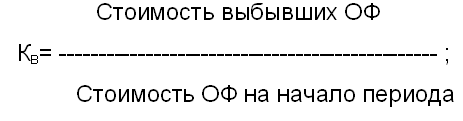 Стоимость выбывших ОФ
Кв= ------------------------------------------------ ;
Стоимость ОФ на начало периода